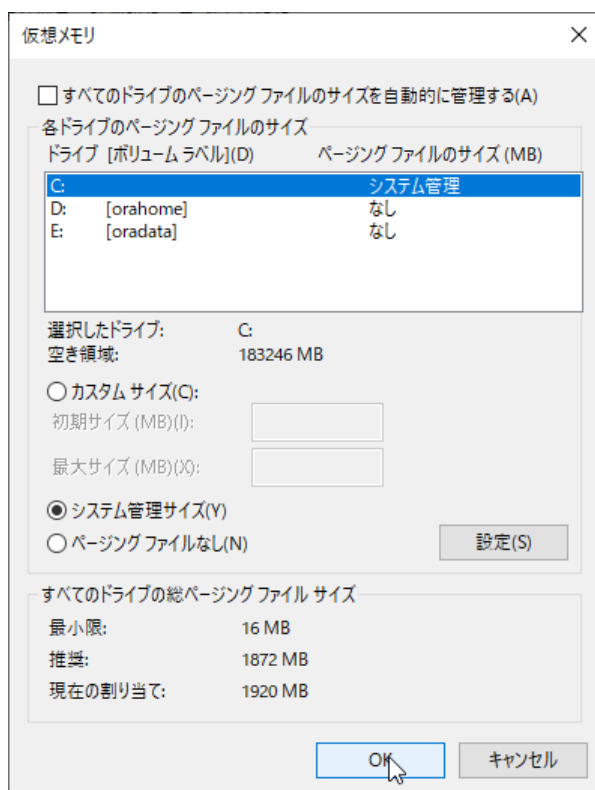 仮想メモリ
すべてのドライブのページング ファイルのサイズを自動的に管理する(A)
各ドライブのページング ファイルのサイズ
ドライブ [ボリューム ラベル](D) ページング ファイルのサイズ (MB)
C: システム管理
D: [orahome] なし
E: [oradata] なし
選択したドライブ: C:
空き領域: 183246 MB
カスタム サイズ(C):
初期サイズ (MB)(I):
最大サイズ (MB)(X):
システム管理サイズ(Y)
ページング ファイルなし(N) 設定(S)
すべてのドライブの総ページング ファイル サイズ
最小限: 16 MB
推奨: 1872 MB
現在の割り当て: 1920 MB
OK キャンセル